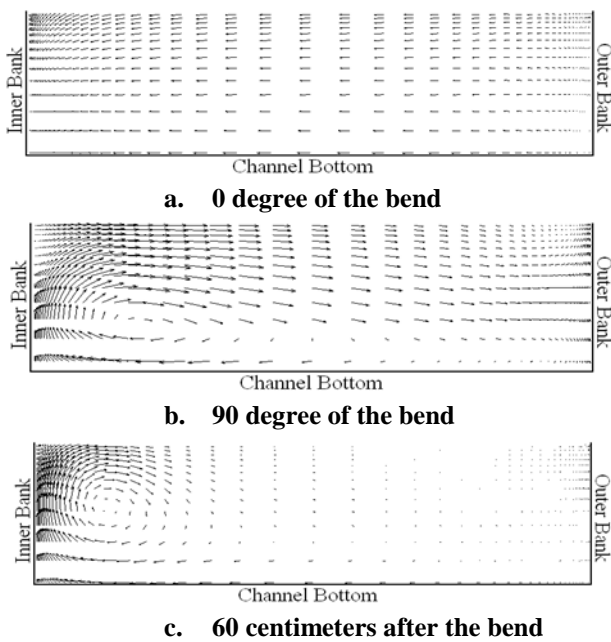 Inner Bank
Outer Bank
Channel Bottom
a. 0 degree of the bend
Inner Bank
Outer Bank
Channel Bottom
b. 90 degree of the bend
Inner Bank
Outer Bank
Channel Bottom
c. 60 centimeters after the bend